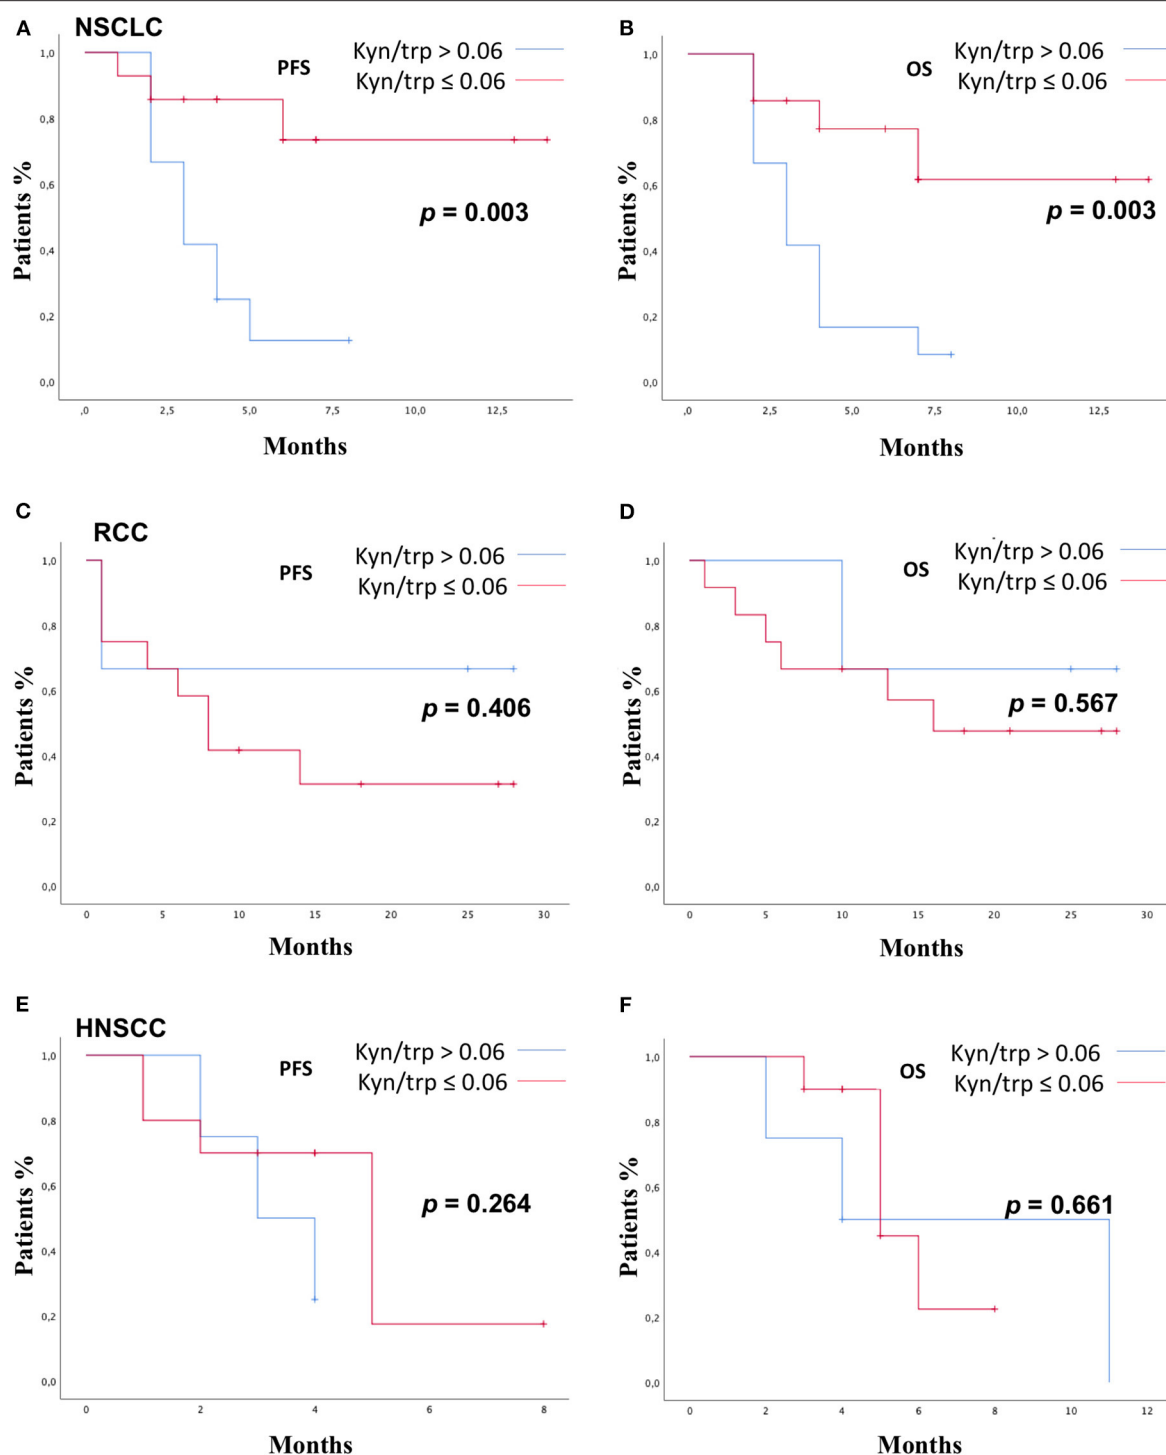 A NSCLC
PFS
Kyn/trp > 0.06
Kyn/trp ≤ 0.06
Patients %
1,0
0,8
0,6
0,4
0,2
0,0
p = 0.003
,0 2,5 5,0 7,5 10,0 12,5
Months
B
OS
Kyn/trp > 0.06
Kyn/trp ≤ 0.06
Patients %
1,0
0,8
0,6
0,4
0,2
0,0
p = 0.003
,0 2,5 5,0 7,5 10,0 12,5
Months
C
RCC
PFS
Kyn/trp > 0.06
Kyn/trp ≤ 0.06
Patients %
1,0
0,8
0,6
0,4
0,2
0,0
p = 0.406
0 5 10 15 20 25 30
Months
D
OS
Kyn/trp > 0.06
Kyn/trp ≤ 0.06
Patients %
1,0
0,8
0,6
0,4
0,2
0,0
p = 0.567
0 5 10 15 20 25 30
Months
E
HNSCC
PFS
Kyn/trp > 0.06
Kyn/trp ≤ 0.06
Patients %
1,0
0,8
0,6
0,4
0,2
0,0
p = 0.264
0 2 4 6 8
Months
F
OS
Kyn/trp > 0.06
Kyn/trp ≤ 0.06
Patients %
1,0
0,8
0,6
0,4
0,2
0,0
p = 0.661
0 2 4 6 8 10 12
Months